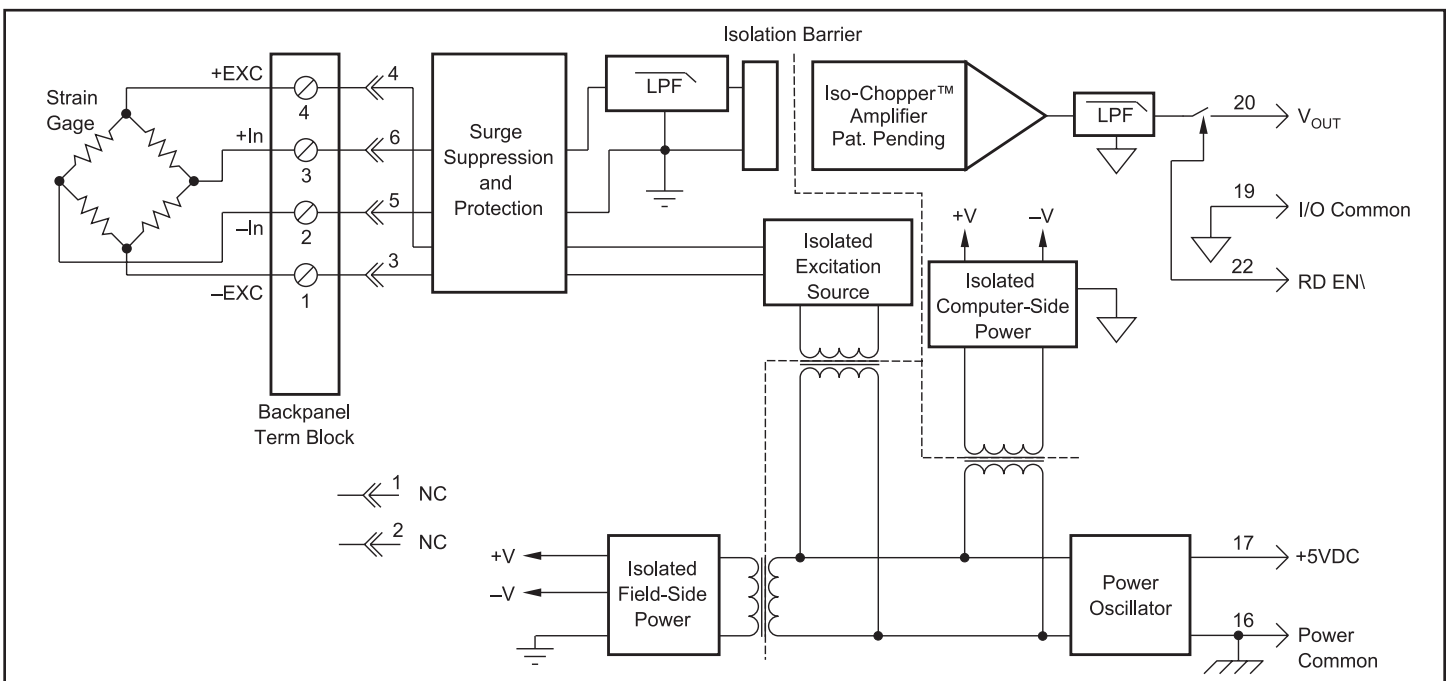 Isolation Barrier
Strain
Gage
+EXC
4
4
+In
6
3
–In
5
2
–EXC
3
1
Backpanel
Term Block
Surge
Suppression
and
Protection
LPF
Iso-Chopper™
Amplifier
Pat. Pending
LPF
20
V_OUT
19
I/O Common
22
RD EN\
Isolated
Excitation
Source
+V
–V
Isolated
Computer-Side
Power
1
NC
2
NC
+V
–V
Isolated
Field-Side
Power
Power
Oscillator
17
+5VDC
16
Power
Common